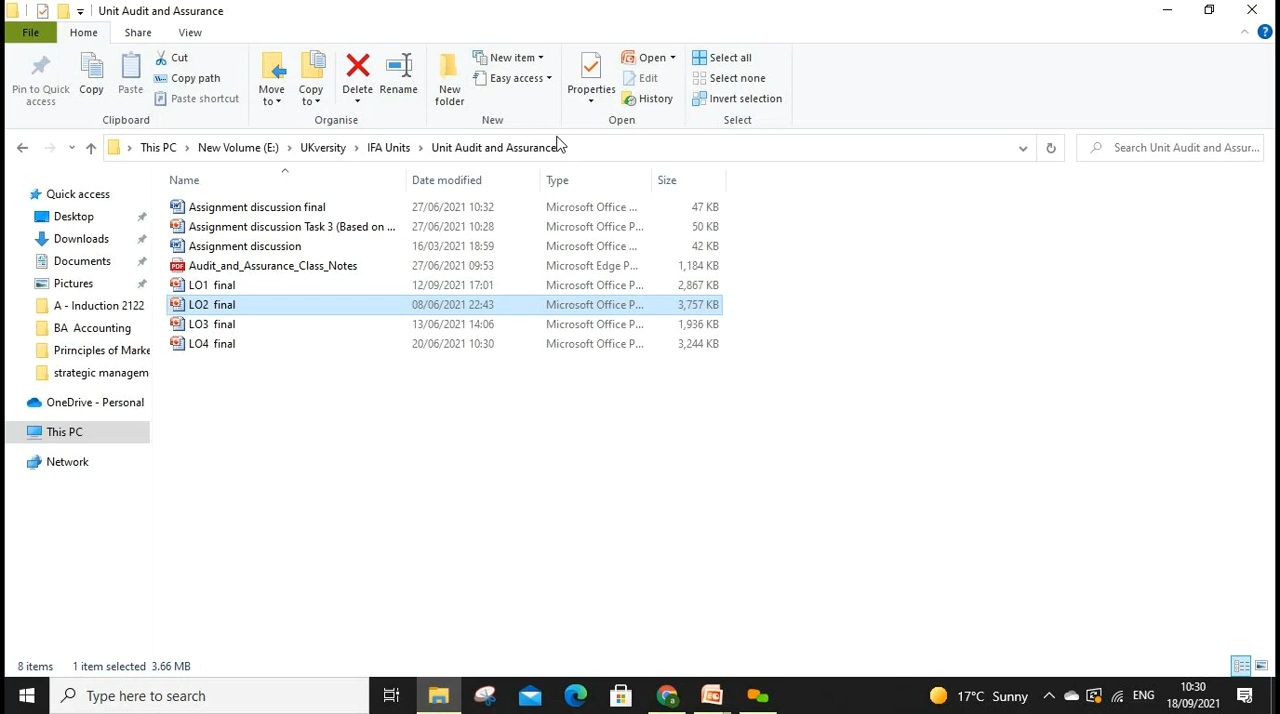 Unit Audit and Assurance
File Home Share View
Pin to Quick access
Copy
Paste
Cut
Copy path
Paste shortcut
Clipboard
Move to
Copy to
Delete
Rename
Organise
New folder
New item
Easy access
New
Properties
Open
Edit
History
Open
Select all
Select none
Invert selection
Select
This PC New Volume (E:) UKversity IFA Units Unit Audit and Assurance
Search Unit Audit and Assur...
Name Date modified Type Size
Assignment discussion final 27/06/2021 10:32 Microsoft Office ... 47 KB
Assignment discussion Task 3 (Based on ... 27/06/2021 10:28 Microsoft Office P... 50 KB
Assignment discussion 16/03/2021 18:59 Microsoft Office ... 42 KB
Audit_and_Assurance_Class_Notes 27/06/2021 09:53 Microsoft Edge P... 1,184 KB
LO1 final 12/09/2021 17:01 Microsoft Office P... 2,867 KB
LO2 final 08/06/2021 22:43 Microsoft Office P... 3,757 KB
LO3 final 13/06/2021 14:06 Microsoft Office P... 1,936 KB
LO4 final 20/06/2021 10:30 Microsoft Office P... 3,244 KB
Quick access
Desktop
Downloads
Documents
Pictures
A - Induction 2122
BA Accounting
Prirnciples of Marke
strategic managem
OneDrive - Personal
This PC
Network
8 items 1 item selected 3.66 MB
Type here to search
17°C Sunny
ENG
10:30
18/09/2021